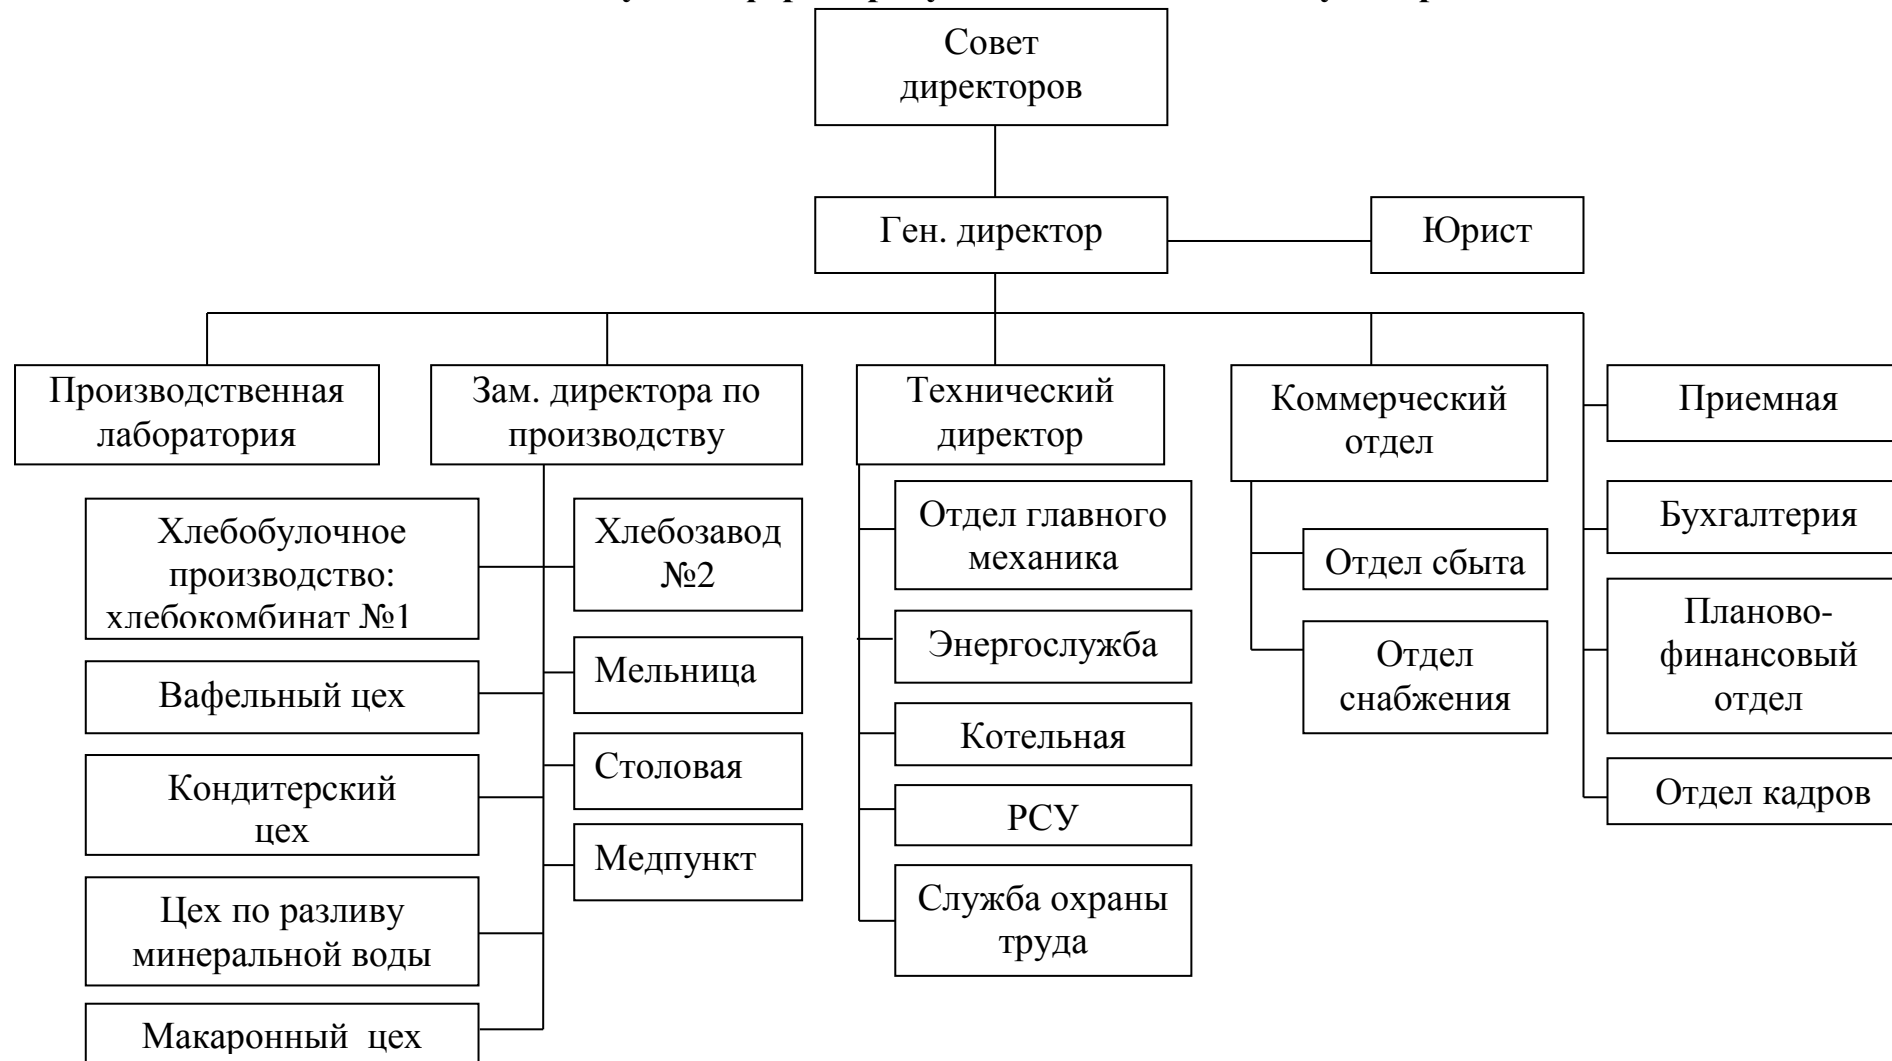 Совет
директоров
Ген. директор
Юрист
Производственная
лаборатория
Зам. директора по
производству
Технический
директор
Коммерческий
отдел
Приемная
Хлебобулочное
производство:
хлебокомбинат №1
Хлебозавод
№2
Отдел главного
механика
Отдел сбыта
Бухгалтерия
Вафельный цех
Мельница
Энергослужба
Отдел
снабжения
Планово-
финансовый
отдел
Кондитерский
цех
Столовая
Котельная
Отдел кадров
Медпункт
РСУ
Цех по разливу
минеральной воды
Служба охраны
труда
Макаронный цех